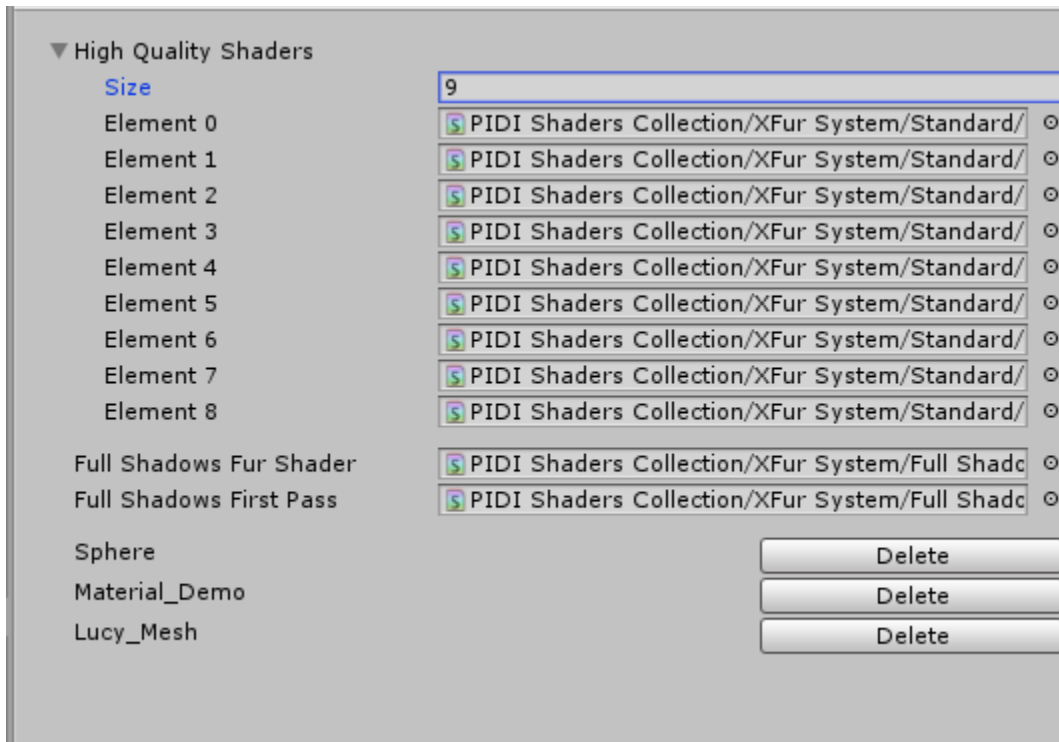 High Quality Shaders
Size 9
Element 0 PIDI Shaders Collection/XFur System/Standard/
Element 1 PIDI Shaders Collection/XFur System/Standard/
Element 2 PIDI Shaders Collection/XFur System/Standard/
Element 3 PIDI Shaders Collection/XFur System/Standard/
Element 4 PIDI Shaders Collection/XFur System/Standard/
Element 5 PIDI Shaders Collection/XFur System/Standard/
Element 6 PIDI Shaders Collection/XFur System/Standard/
Element 7 PIDI Shaders Collection/XFur System/Standard/
Element 8 PIDI Shaders Collection/XFur System/Standard/
Full Shadows Fur Shader PIDI Shaders Collection/XFur System/Full Shado
Full Shadows First Pass PIDI Shaders Collection/XFur System/Full Shado
Sphere Delete
Material_Demo Delete
Lucy_Mesh Delete